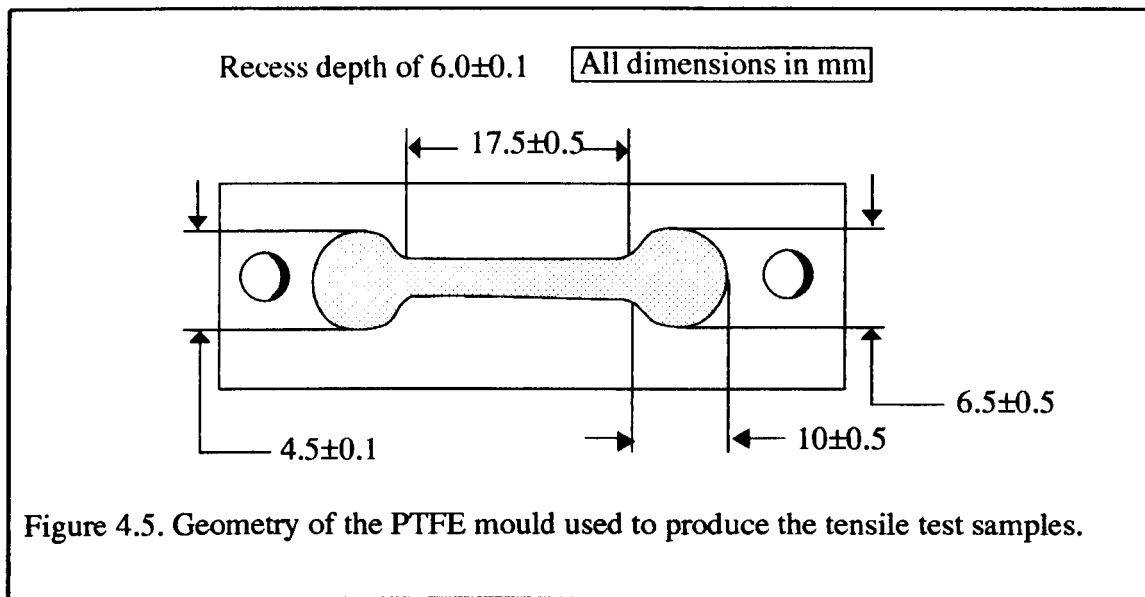 Recess depth of 6.0±0.1 All dimensions in mm
17.5±0.5
6.5±0.5
4.5±0.1
10±0.5
Figure 4.5. Geometry of the PTFE mould used to produce the tensile test samples.